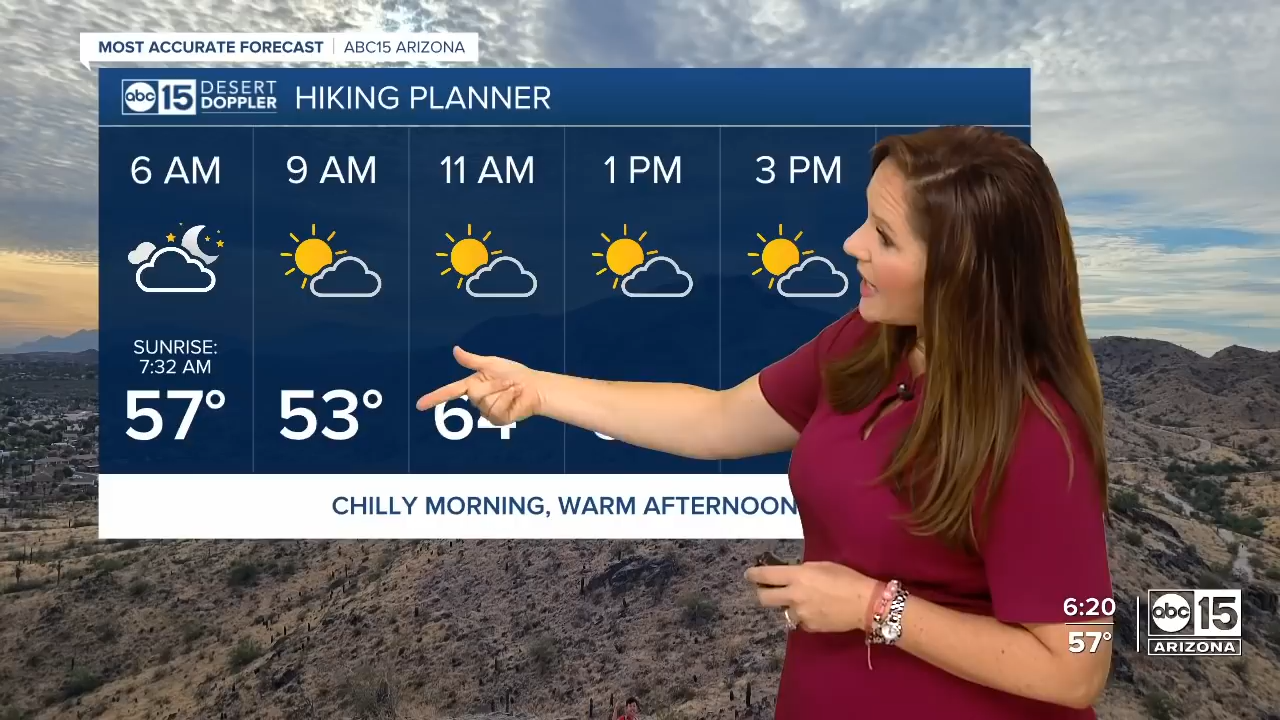 MOST ACCURATE FORECAST | ABC15 ARIZONA
abc 15 DESERT DOPPLER HIKING PLANNER
6 AM 9 AM 11 AM 1 PM 3 PM
SUNRISE:
7:32 AM
57° 53° 64
CHILLY MORNING, WARM AFTERNOON
6:20
57°
abc 15
ARIZONA